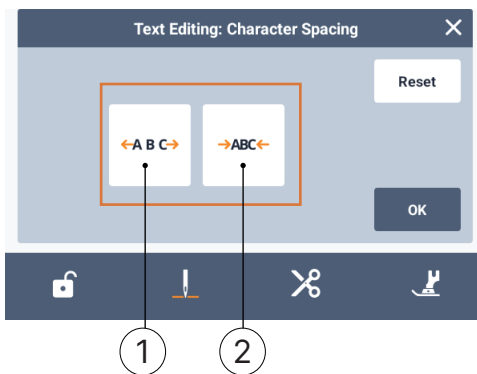 Text Editing: Character Spacing
Reset
←A B C→
→ABC←
OK
1
2